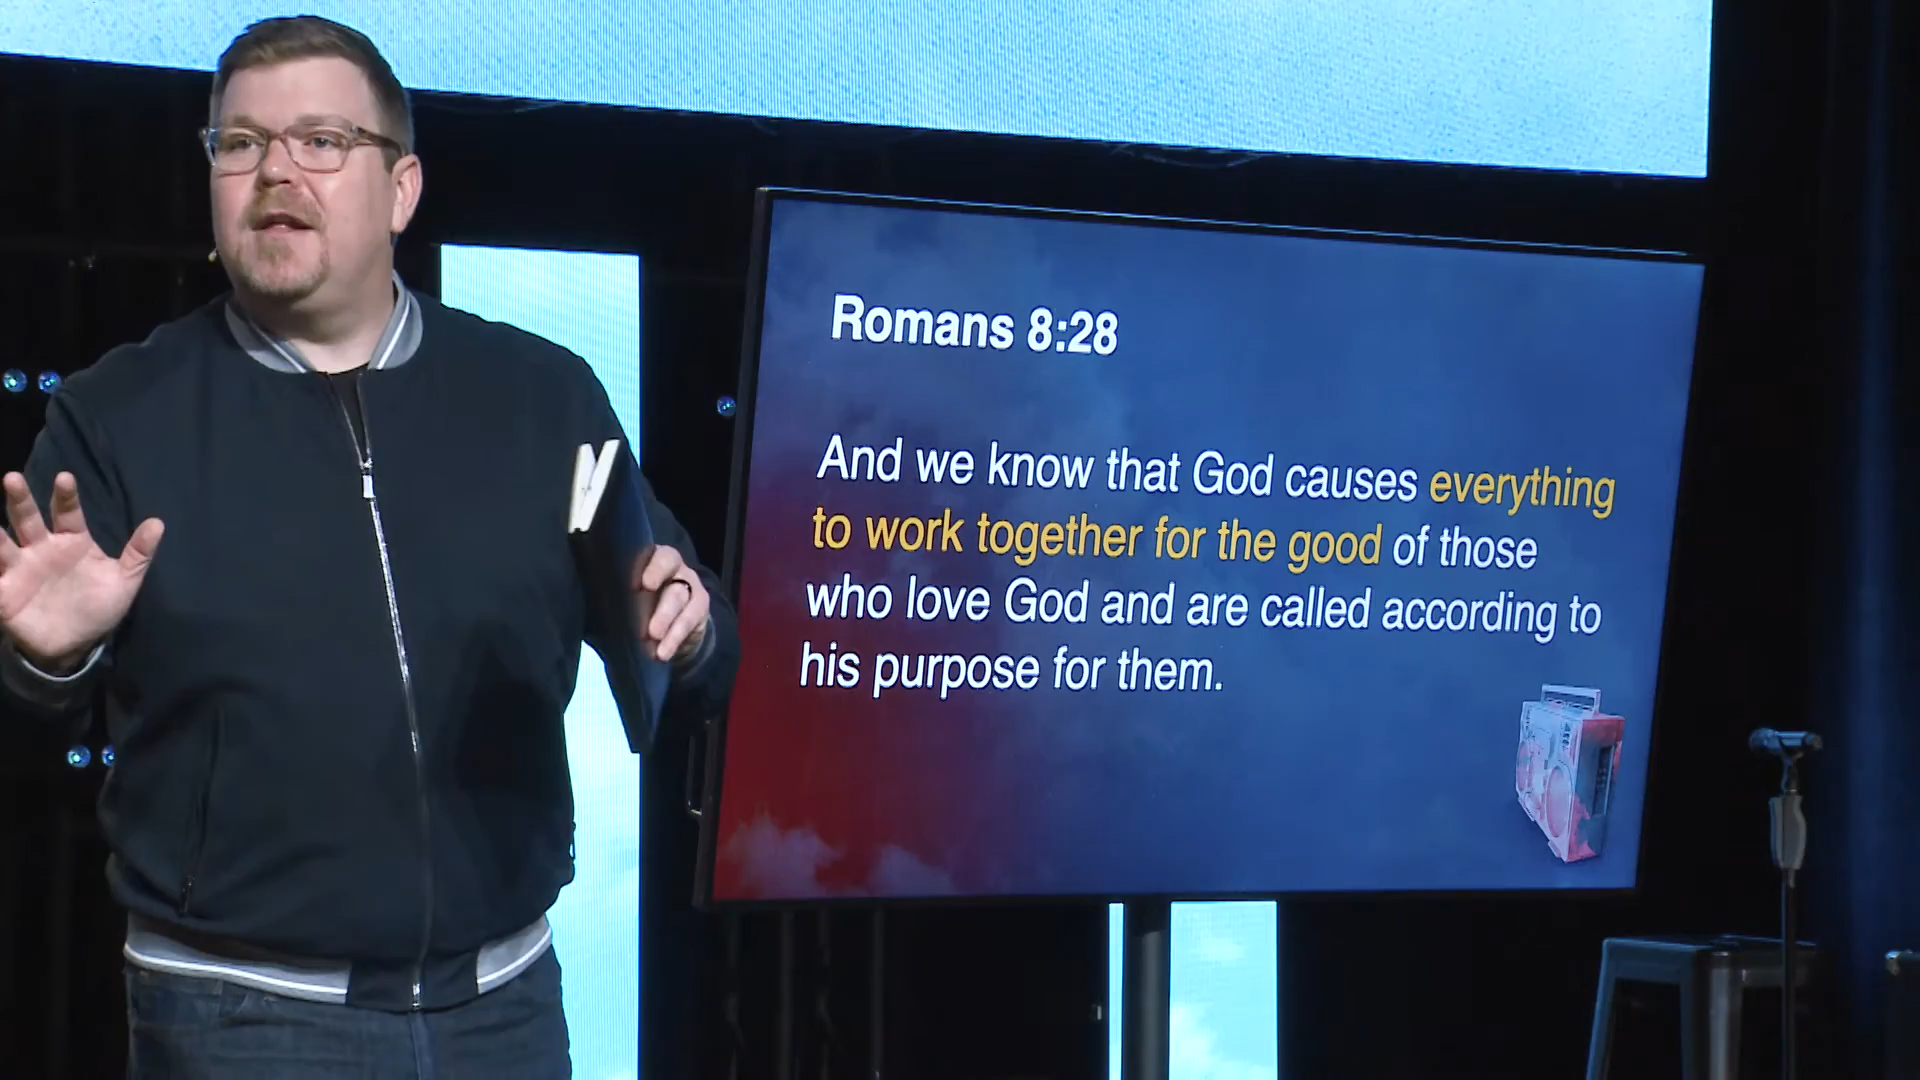 Romans 8:28
And we know that God causes everything
to work together for the good of those
who love God and are called according to
his purpose for them.